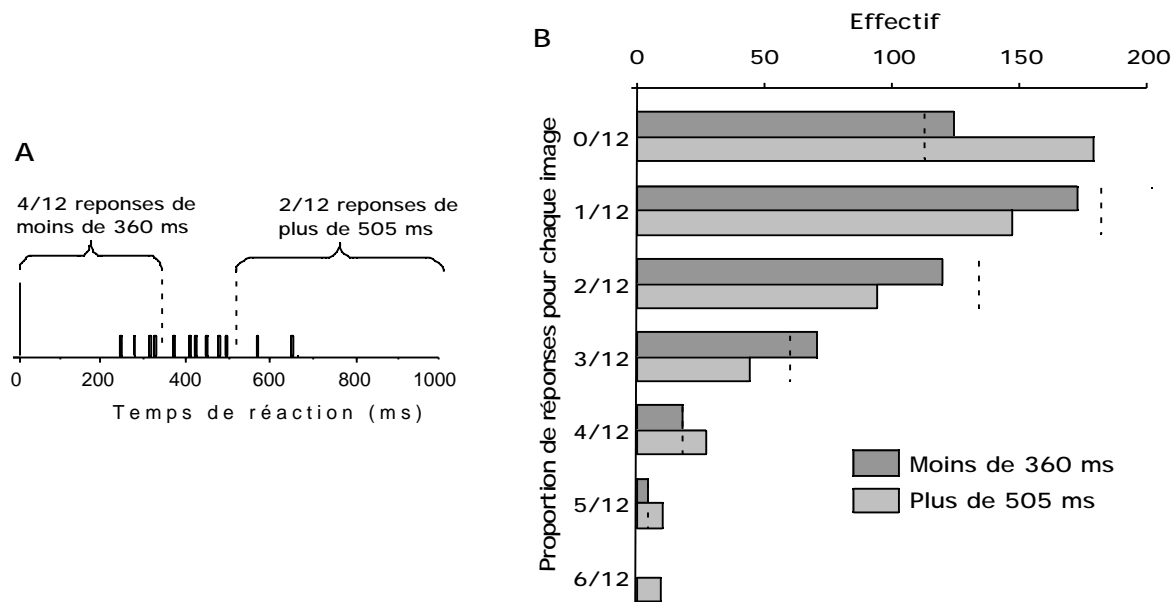 A
4/12 reponses de
moins de 360 ms
2/12 reponses de
plus de 505 ms
0 200 400 600 800 1000
Temps de réaction (ms)
B
Effectif
0 50 100 150 200
Proportion de réponses pour chaque image
0/12
1/12
2/12
3/12
4/12
5/12
6/12
Moins de 360 ms
Plus de 505 ms